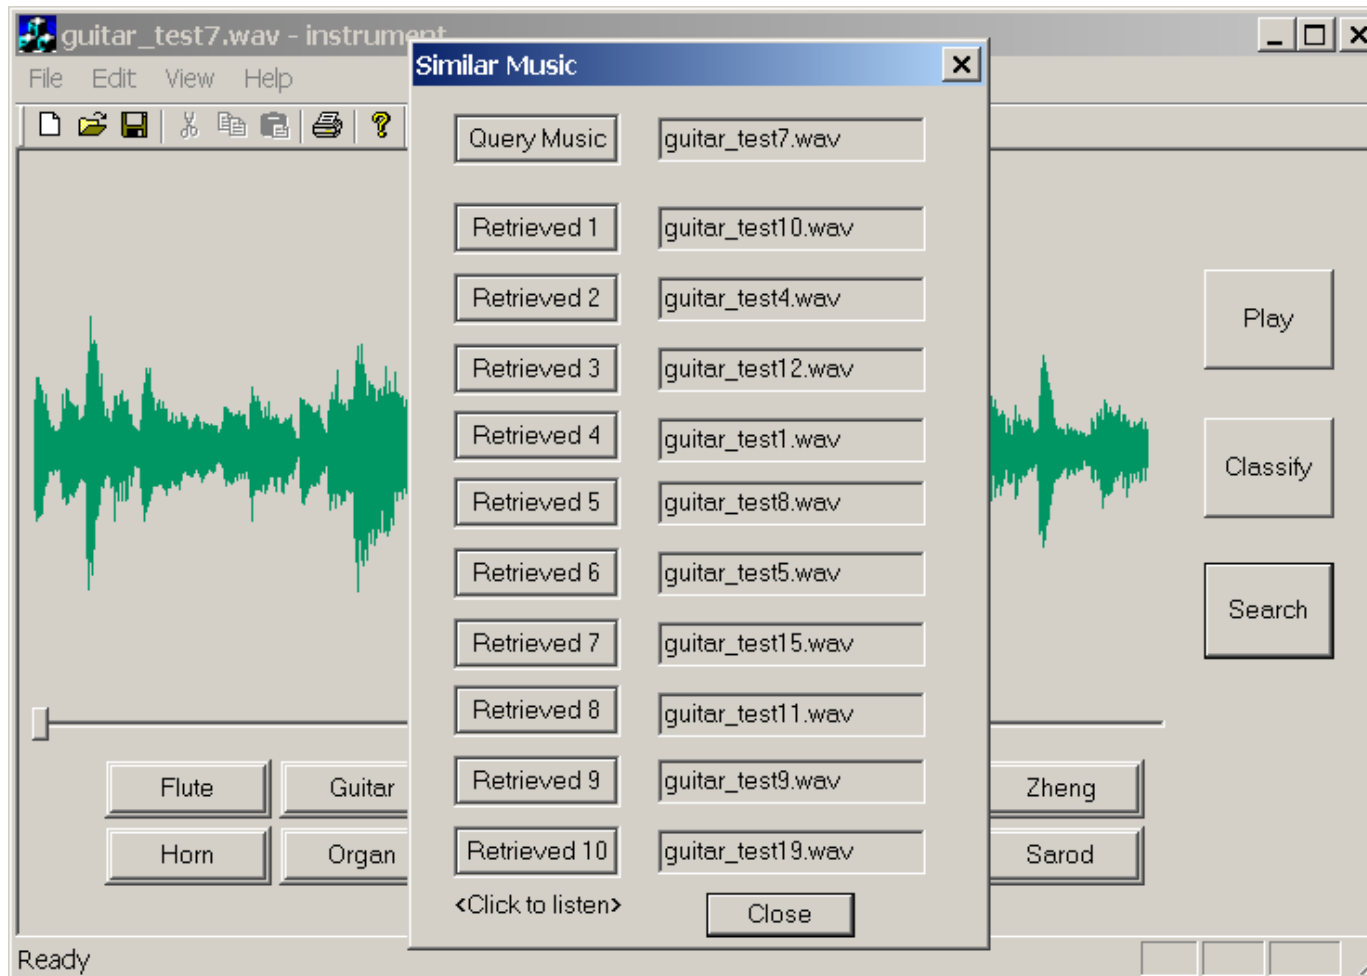 guitar_test7.wav - instrument
File Edit View Help
Similar Music
Query Music guitar_test7.wav
Retrieved 1 guitar_test10.wav
Retrieved 2 guitar_test4.wav
Retrieved 3 guitar_test12.wav
Retrieved 4 guitar_test1.wav
Retrieved 5 guitar_test8.wav
Retrieved 6 guitar_test5.wav
Retrieved 7 guitar_test15.wav
Retrieved 8 guitar_test11.wav
Retrieved 9 guitar_test9.wav
Retrieved 10 guitar_test19.wav
<Click to listen> Close
Play
Classify
Search
Flute Guitar Zheng
Horn Organ Sarod
Ready